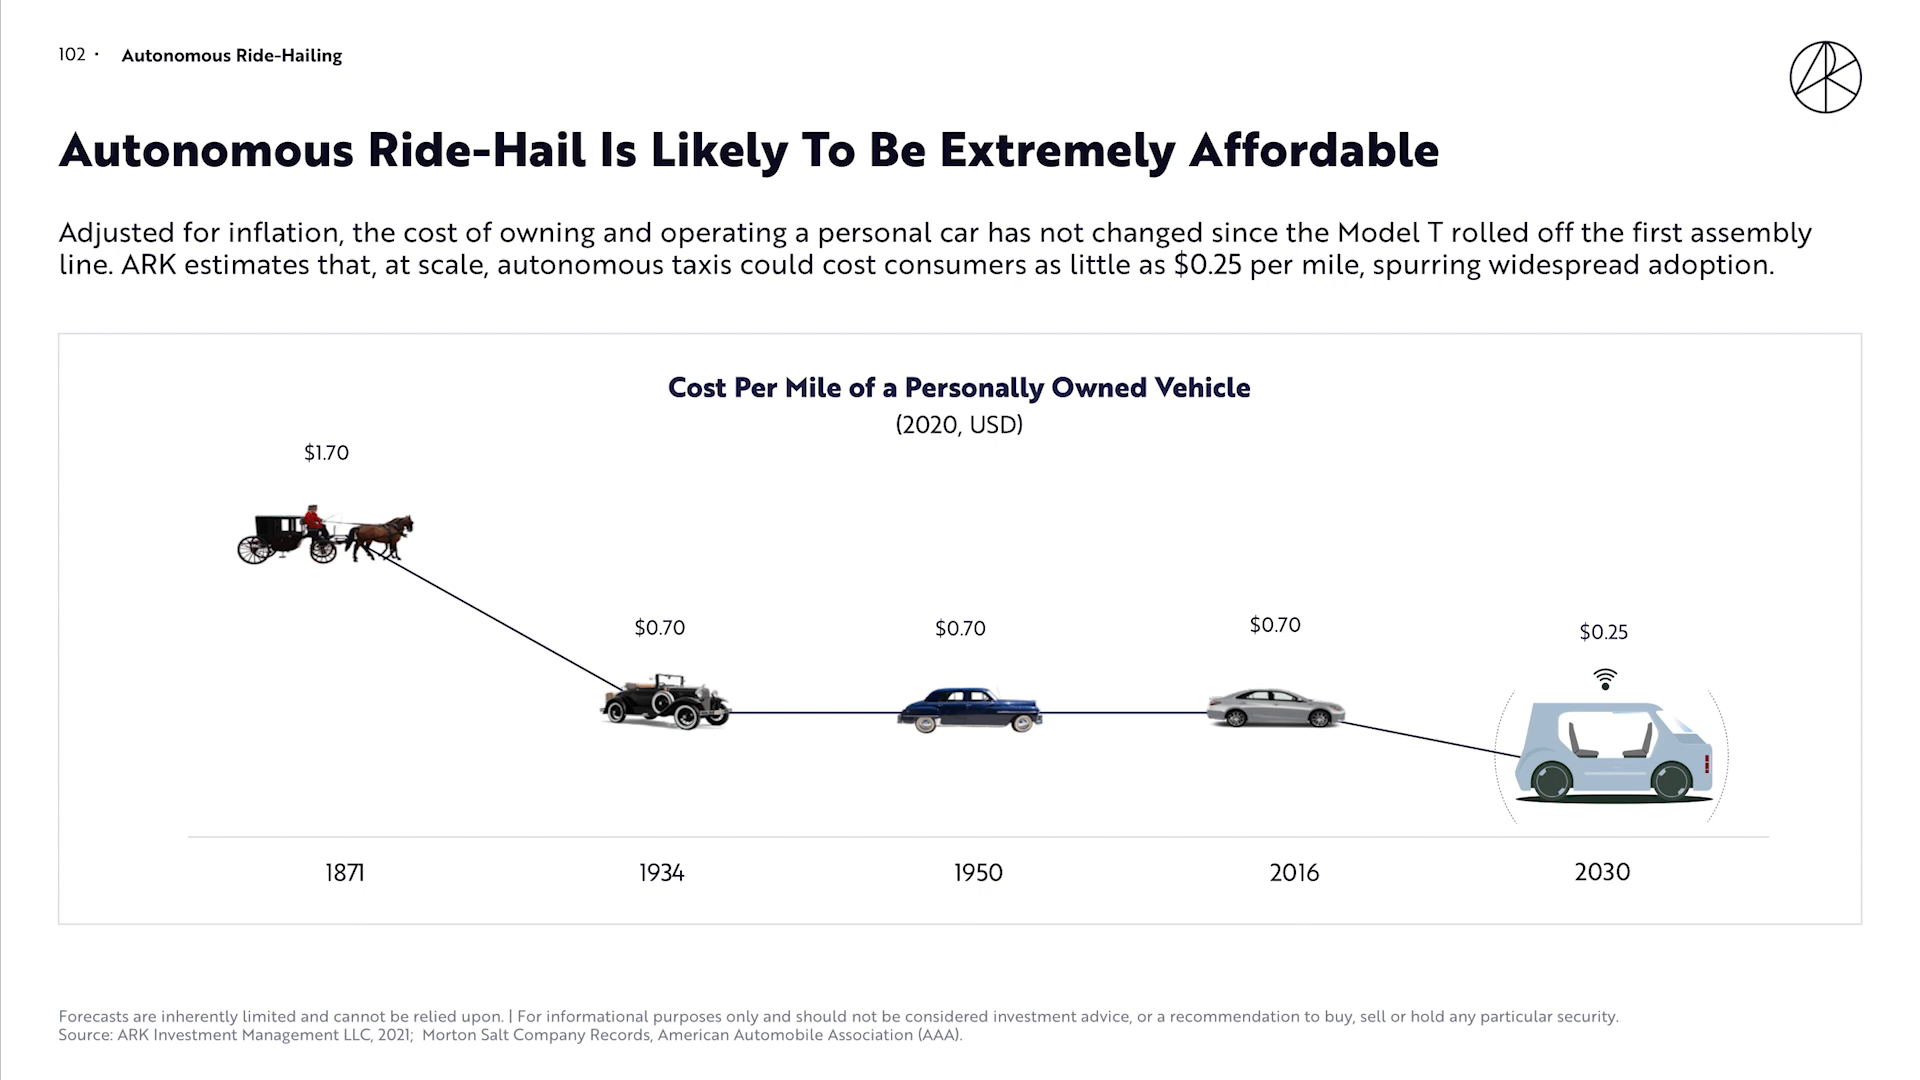 102 · Autonomous Ride-Hailing
ARK
Autonomous Ride-Hail Is Likely To Be Extremely Affordable
Adjusted for inflation, the cost of owning and operating a personal car has not changed since the Model T rolled off the first assembly
line. ARK estimates that, at scale, autonomous taxis could cost consumers as little as $0.25 per mile, spurring widespread adoption.
Cost Per Mile of a Personally Owned Vehicle
(2020, USD)
$1.70
$0.70
$0.70
$0.70
$0.25
1871
1934
1950
2016
2030
Forecasts are inherently limited and cannot be relied upon. | For informational purposes only and should not be considered investment advice, or a recommendation to buy, sell or hold any particular security.
Source: ARK Investment Management LLC, 2021; Morton Salt Company Records, American Automobile Association (AAA).